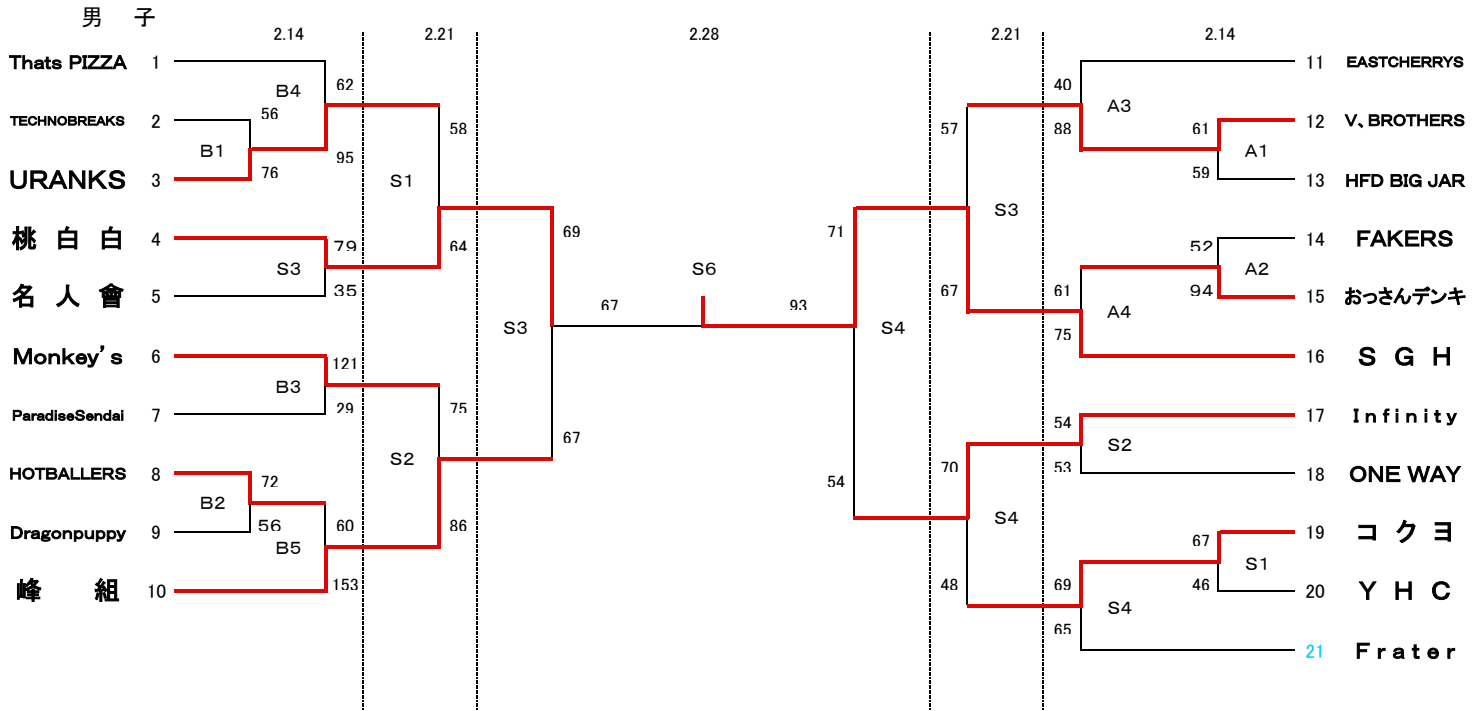 男 子
2.14 2.21 2.28 2.21 2.14
Thats PIZZA 1
B4 62
56
TECHNOBREAKS 2
B1 95
76
URANKS 3
58
S1
桃 白 白 4
79
64
S3
35
名 人 會 5
69
S3
Monkey's 6
121
B3
29
ParadiseSendai 7
75
S2
67
HOTBALLERS 8
72
B2
56
Dragonpuppy 9
60
B5
86
153
峰 組 10
S6
67 93
11 EASTCHERRYS
40
A3
88
61
12 V、BROTHERS
A1
59
13 HFD BIG JAR
57
S3
67
14 FAKERS
52
A2
94
15 おっさんデンキ
61
A4
75
16 S G H
71
S4
54
17 Infinity
54
S2
53
18 ONE WAY
70
S4
48
19 コ ク ヨ
67
S1
46
20 Y H C
69
S4
65
21 Frater